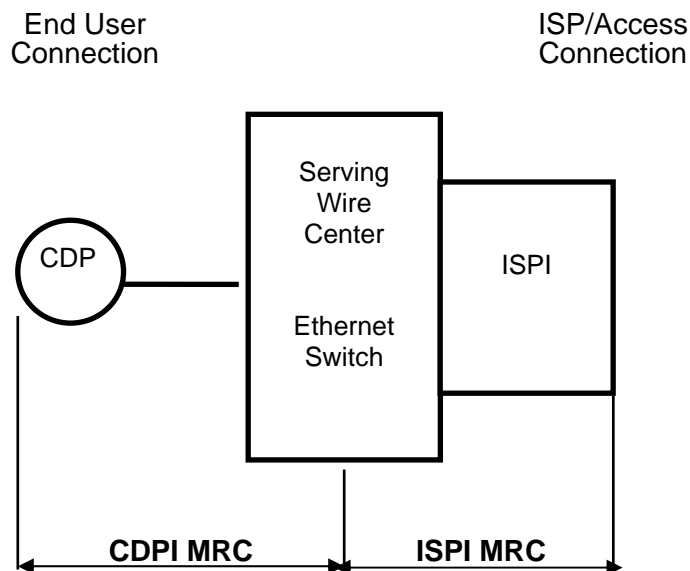 End User
Connection
ISP/Access
Connection
Serving
Wire
Center
CDP
ISPI
Ethernet
Switch
CDPI MRC
ISPI MRC